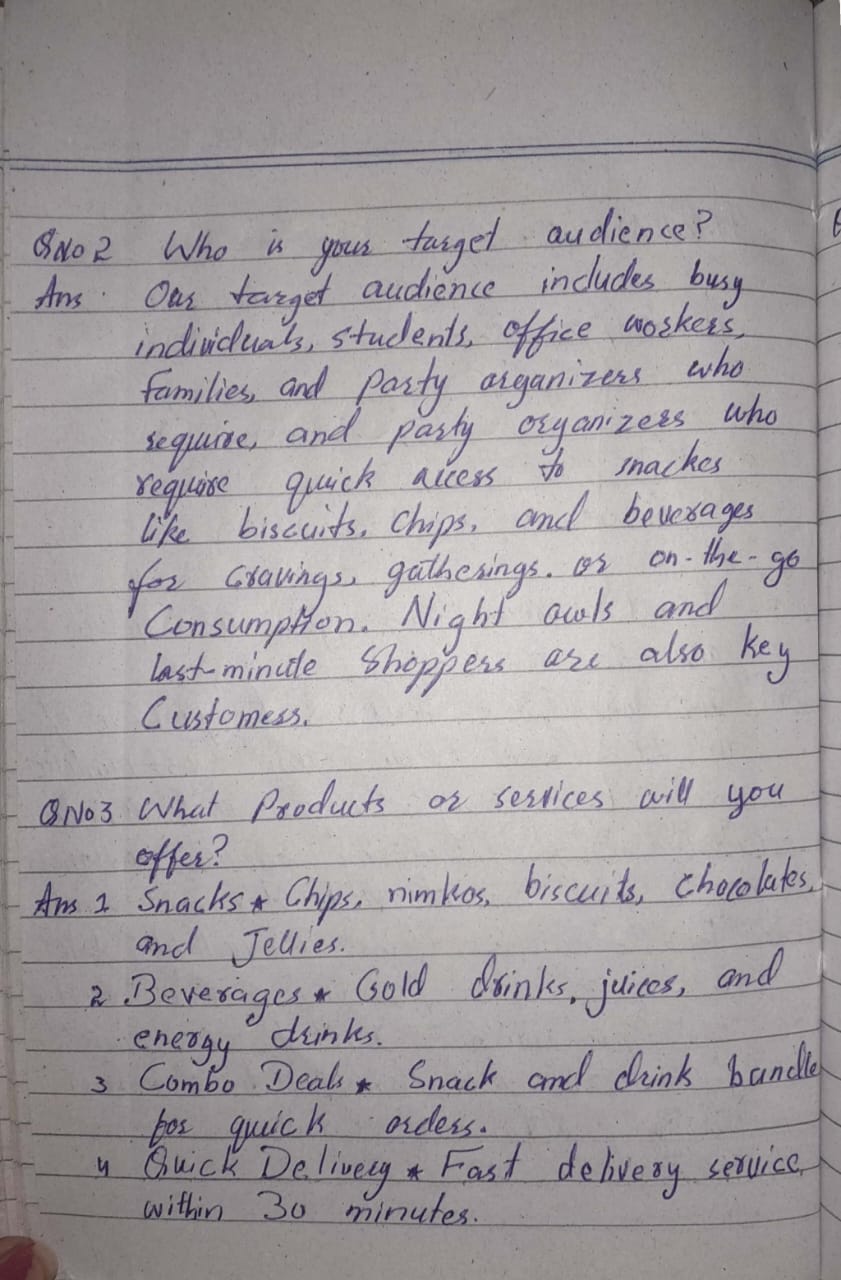 QNo2 Who is your target audience?
Ans. Our target audience includes busy
individuals, students, office workers,
families, and party organizers who
require, and party organizers who
require quick access to snackes
like biscuits, Chips, and beverages
for Cravings, gatherings. or on-the-go
Consumption. Night owls and
last-minute Shoppers are also key
Customers.
QNo3 What Products or services will you
offer?
Ans 1 Snacks * Chips, nimkos, biscuits, Chocolates,
and Jellies.
2. Beverages * Cold drinks, juices, and
energy drinks.
3 Combo Deals * Snack and drink bundle
for quick orders.
4 Quick Delivery * Fast delivery service
within 30 minutes.